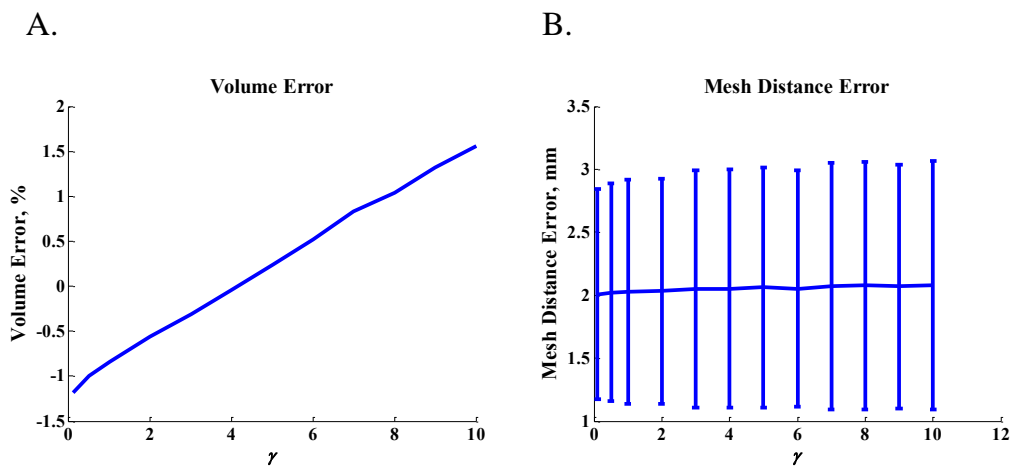 A.
B.
Volume Error
Volume Error, %
2
1.5
1
0.5
0
-0.5
-1
-1.5
0 2 4 6 8 10
γ
Mesh Distance Error
Mesh Distance Error, mm
3.5
3
2.5
2
1.5
1
0 2 4 6 8 10 12
γ